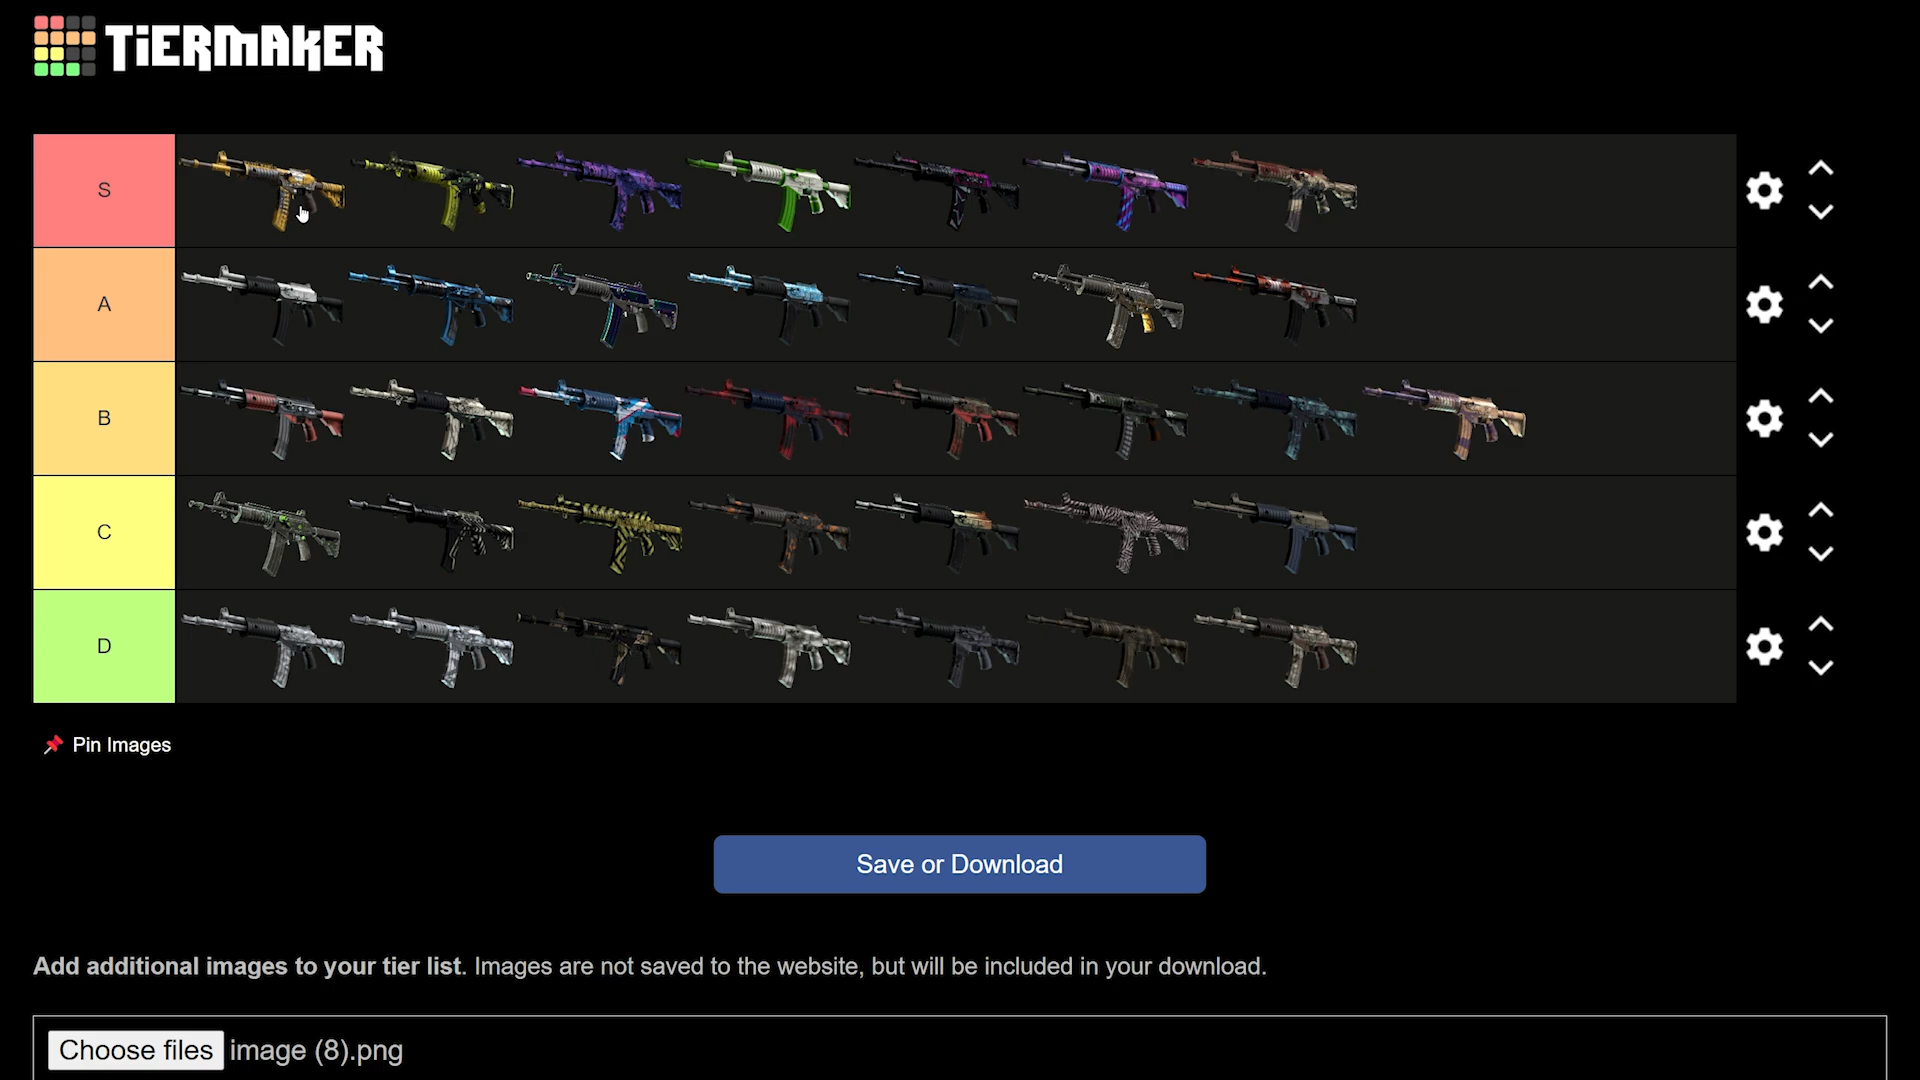 TiERMAKER
S
A
B
C
D
Pin Images
Save or Download
Add additional images to your tier list. Images are not saved to the website, but will be included in your download.
Choose files image (8).png